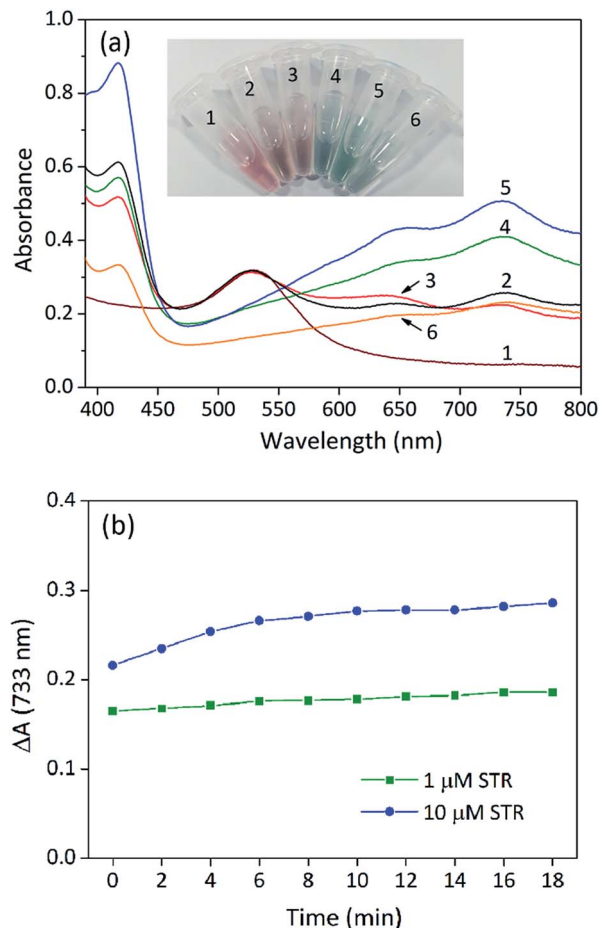 (a)
1.0
0.8
0.6
0.4
0.2
0.0
Absorbance
1 2 3 4 5 6
5
4
3
2
6
1
400 450 500 550 600 650 700 750 800
Wavelength (nm)
(b)
0.4
0.3
0.2
0.1
0.0
ΔA (733 nm)
1 μM STR
10 μM STR
0 2 4 6 8 10 12 14 16 18
Time (min)